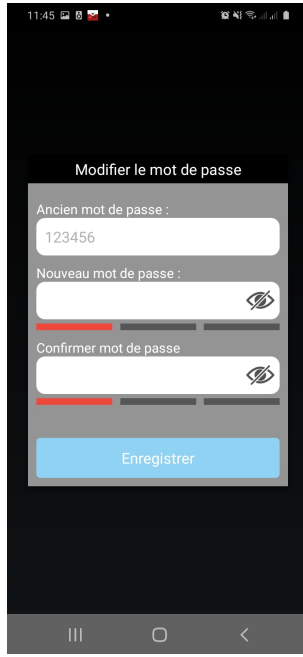 11:45
Modifier le mot de passe
Ancien mot de passe :
123456
Nouveau mot de passe :
Confirmer mot de passe
Enregistrer